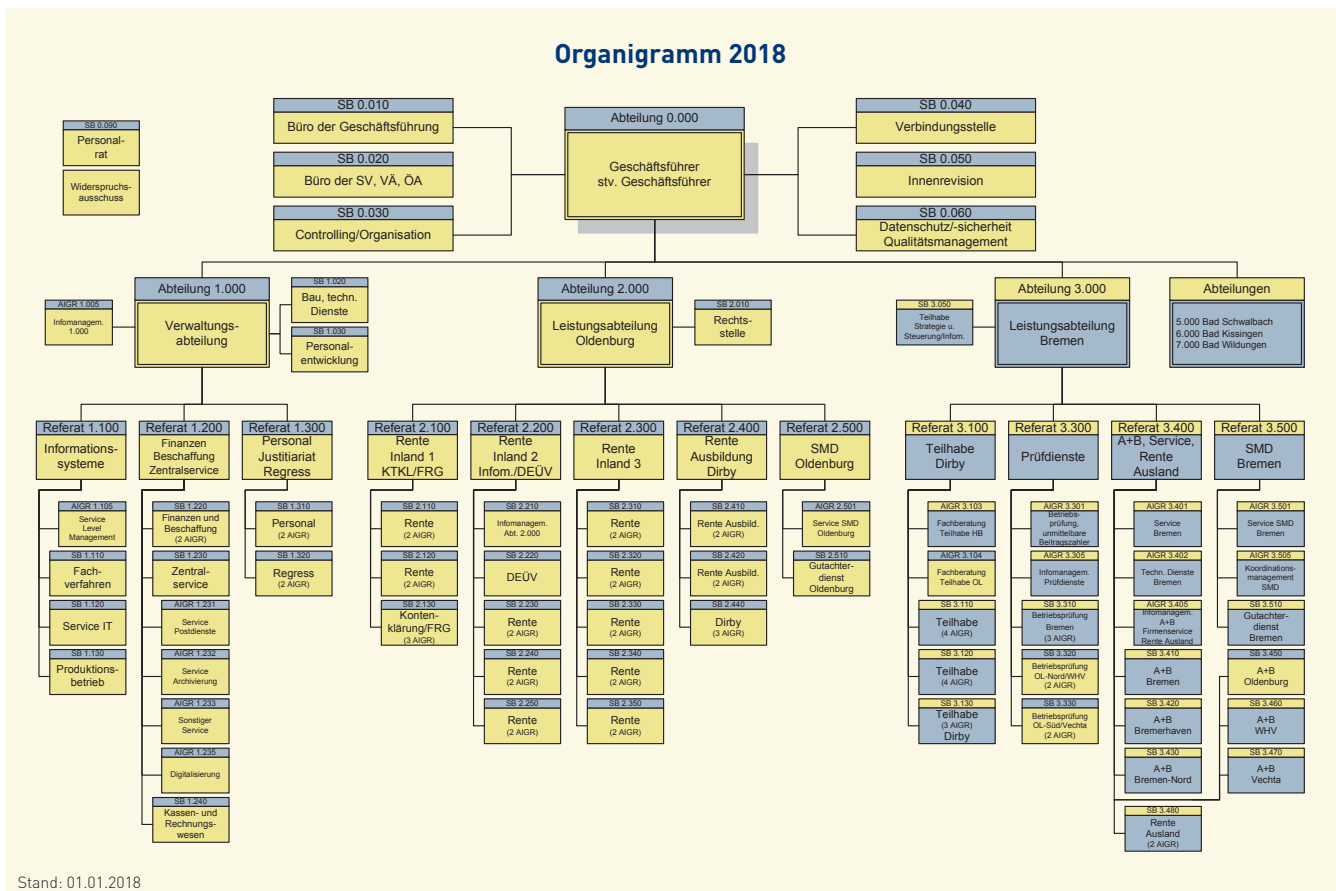 Organigramm 2018
SB 0.090
Personal-
rat
Widerspruchs-
ausschuss
SB 0.010
Büro der Geschäftsführung
SB 0.020
Büro der SV, VÄ, ÖA
SB 0.030
Controlling/Organisation
Abteilung 0.000
Geschäftsführer
stv. Geschäftsführer
SB 0.040
Verbindungsstelle
SB 0.050
Innenrevision
SB 0.060
Datenschutz/-sicherheit
Qualitätsmanagement
AIGR 1.005
Infomanagem.
1.000
Abteilung 1.000
Verwaltungs-
abteilung
SB 1.020
Bau, techn.
Dienste
SB 1.030
Personal-
entwicklung
Abteilung 2.000
Leistungsabteilung
Oldenburg
SB 2.010
Rechts-
stelle
SB 3.050
Teilhabe
Strategie u.
Steuerung/Infom.
Abteilung 3.000
Leistungsabteilung
Bremen
Abteilungen
5.000 Bad Schwalbach
6.000 Bad Kissingen
7.000 Bad Wildungen
Referat 1.100
Informations-
systeme
AIGR 1.105
Service
Level
Management
SB 1.110
Fach-
verfahren
SB 1.120
Service IT
SB 1.130
Produktions-
betrieb
Referat 1.200
Finanzen
Beschaffung
Zentralservice
SB 1.220
Finanzen und
Beschaffung
(2 AIGR)
SB 1.230
Zentral-
service
AIGR 1.231
Service
Postdienste
AIGR 1.232
Service
Archivierung
AIGR 1.233
Sonstiger
Service
AIGR 1.235
Digitalisierung
SB 1.240
Kassen- und
Rechnungs-
wesen
Referat 1.300
Personal
Justitiariat
Regress
SB 1.310
Personal
(2 AIGR)
SB 1.320
Regress
(2 AIGR)
Referat 2.100
Rente
Inland 1
KTKL/FRG
SB 2.110
Rente
(2 AIGR)
SB 2.120
Rente
(2 AIGR)
SB 2.130
Konten-
klärung/FRG
(3 AIGR)
Referat 2.200
Rente
Inland 2
Infom./DEÜV
SB 2.210
Infomanagem.
Abt. 2.000
SB 2.220
DEÜV
SB 2.230
Rente
(2 AIGR)
SB 2.240
Rente
(2 AIGR)
SB 2.250
Rente
(2 AIGR)
Referat 2.300
Rente
Inland 3
SB 2.310
Rente
(2 AIGR)
SB 2.320
Rente
(2 AIGR)
SB 2.330
Rente
(2 AIGR)
SB 2.340
Rente
(2 AIGR)
SB 2.350
Rente
(2 AIGR)
Referat 2.400
Rente
Ausbildung
Dirby
SB 2.410
Rente Ausbild.
(2 AIGR)
SB 2.420
Rente Ausbild.
(2 AIGR)
SB 2.440
Dirby
(3 AIGR)
Referat 2.500
SMD
Oldenburg
AIGR 2.501
Service SMD
Oldenburg
SB 2.510
Gutachter-
dienst
Oldenburg
Referat 3.100
Teilhabe
Dirby
AIGR 3.103
Fachberatung
Teilhabe HB
AIGR 3.104
Fachberatung
Teilhabe OL
SB 3.110
Teilhabe
(4 AIGR)
SB 3.120
Teilhabe
(4 AIGR)
SB 3.130
Teilhabe
(3 AIGR)
Dirby
Referat 3.300
Prüfdienste
AIGR 3.301
Betriebs-
prüfung,
unmittelbare
Beitragszahler
AIGR 3.305
Infomanagem.
Prüfdienste
SB 3.310
Betriebsprüfung
Bremen
(3 AIGR)
SB 3.320
Betriebsprüfung
OL-Nord/WHV
(2 AIGR)
SB 3.330
Betriebsprüfung
OL-Süd/Vechta
(2 AIGR)
Referat 3.400
A+B, Service,
Rente
Ausland
AIGR 3.401
Service
Bremen
AIGR 3.402
Techn. Dienste
Bremen
AIGR 3.405
Infomanagem.
A+B
Firmenservice
Rente Ausland
SB 3.410
A+B
Bremen
SB 3.420
A+B
Bremerhaven
SB 3.430
A+B
Bremen-Nord
SB 3.480
Rente
Ausland
(2 AIGR)
Referat 3.500
SMD
Bremen
AIGR 3.501
Service SMD
Bremen
AIGR 3.505
Koordinations-
management
SMD
SB 3.510
Gutachter-
dienst
Bremen
SB 3.450
A+B
Oldenburg
SB 3.460
A+B
WHV
SB 3.470
A+B
Vechta
Stand: 01.01.2018